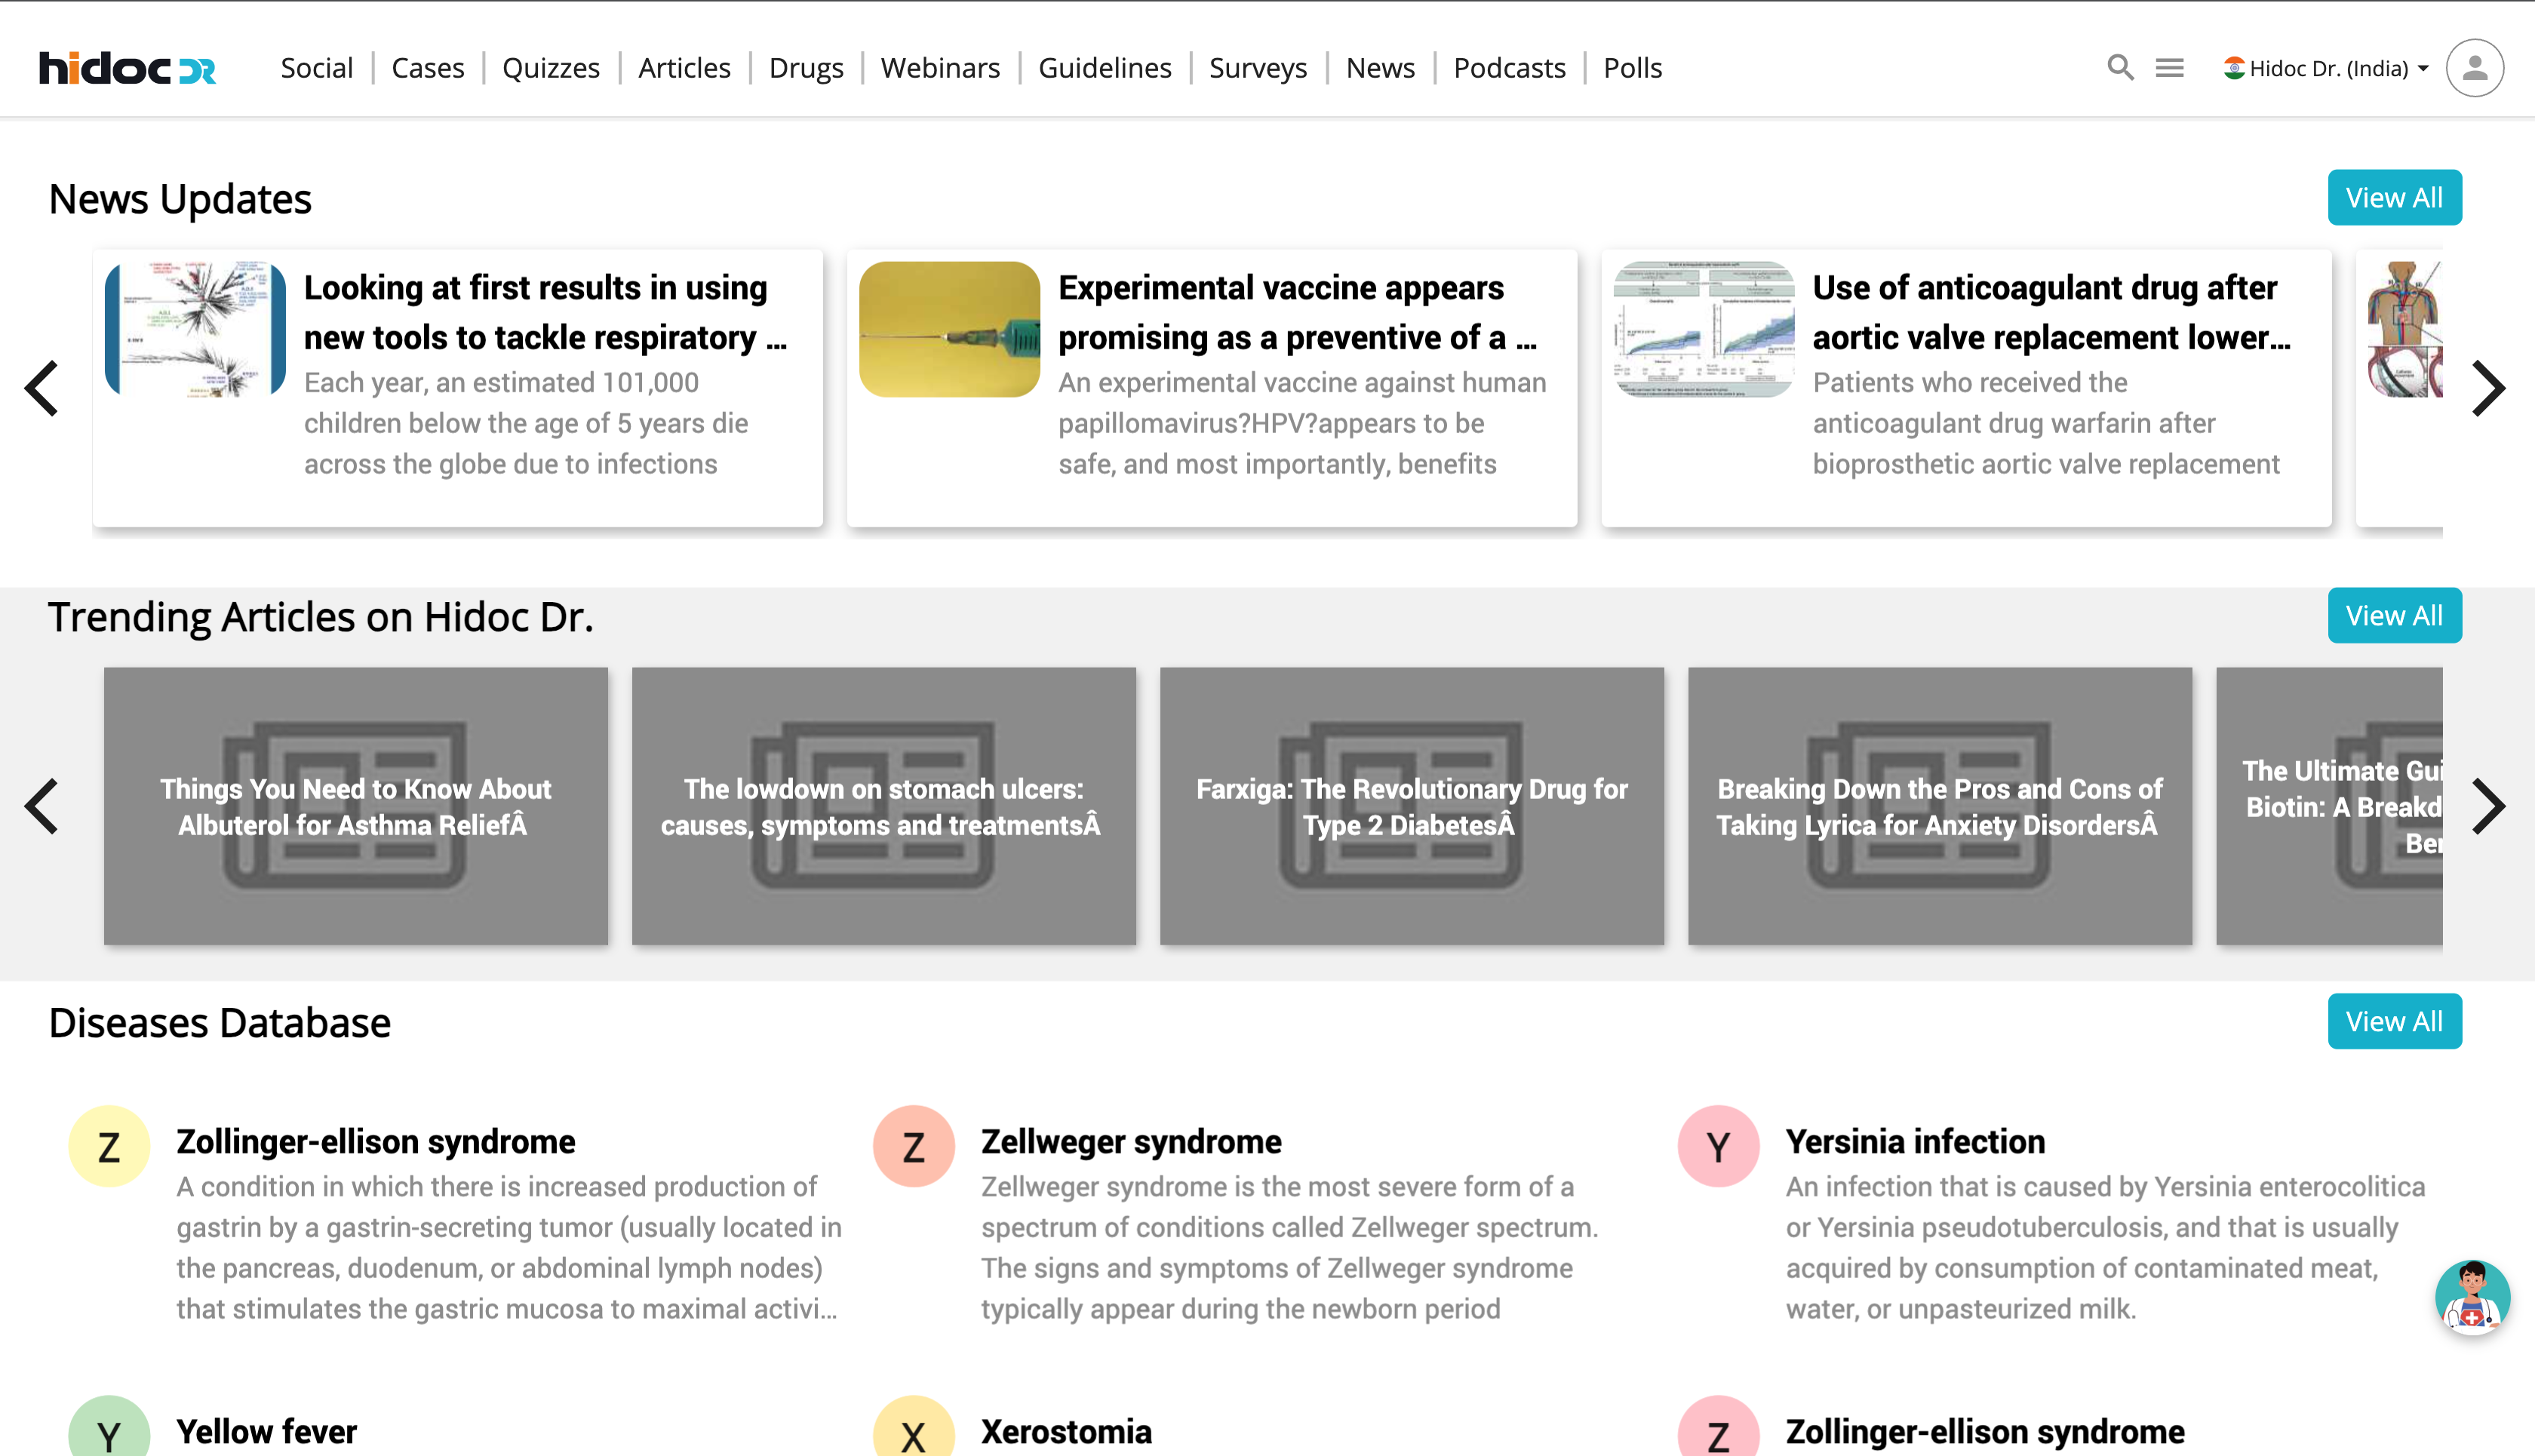 hidoc DR
Social
Cases
Quizzes
Articles
Drugs
Webinars
Guidelines
Surveys
News
Podcasts
Polls
Hidoc Dr. (India)
News Updates
View All
Looking at first results in using
new tools to tackle respiratory ...
Each year, an estimated 101,000
children below the age of 5 years die
across the globe due to infections
Experimental vaccine appears
promising as a preventive of a ...
An experimental vaccine against human
papillomavirus?HPV?appears to be
safe, and most importantly, benefits
Use of anticoagulant drug after
aortic valve replacement lower...
Patients who received the
anticoagulant drug warfarin after
bioprosthetic aortic valve replacement
Trending Articles on Hidoc Dr.
View All
Things You Need to Know About
Albuterol for Asthma ReliefÂ
The lowdown on stomach ulcers:
causes, symptoms and treatmentsÂ
Farxiga: The Revolutionary Drug for
Type 2 DiabetesÂ
Breaking Down the Pros and Cons of
Taking Lyrica for Anxiety DisordersÂ
The Ultimate Gui
Biotin: A Breakd
Ber
Diseases Database
View All
Z
Zollinger-ellison syndrome
A condition in which there is increased production of
gastrin by a gastrin-secreting tumor (usually located in
the pancreas, duodenum, or abdominal lymph nodes)
that stimulates the gastric mucosa to maximal activi...
Z
Zellweger syndrome
Zellweger syndrome is the most severe form of a
spectrum of conditions called Zellweger spectrum.
The signs and symptoms of Zellweger syndrome
typically appear during the newborn period
Y
Yersinia infection
An infection that is caused by Yersinia enterocolitica
or Yersinia pseudotuberculosis, and that is usually
acquired by consumption of contaminated meat,
water, or unpasteurized milk.
Y
Yellow fever
X
Xerostomia
Z
Zollinger-ellison syndrome